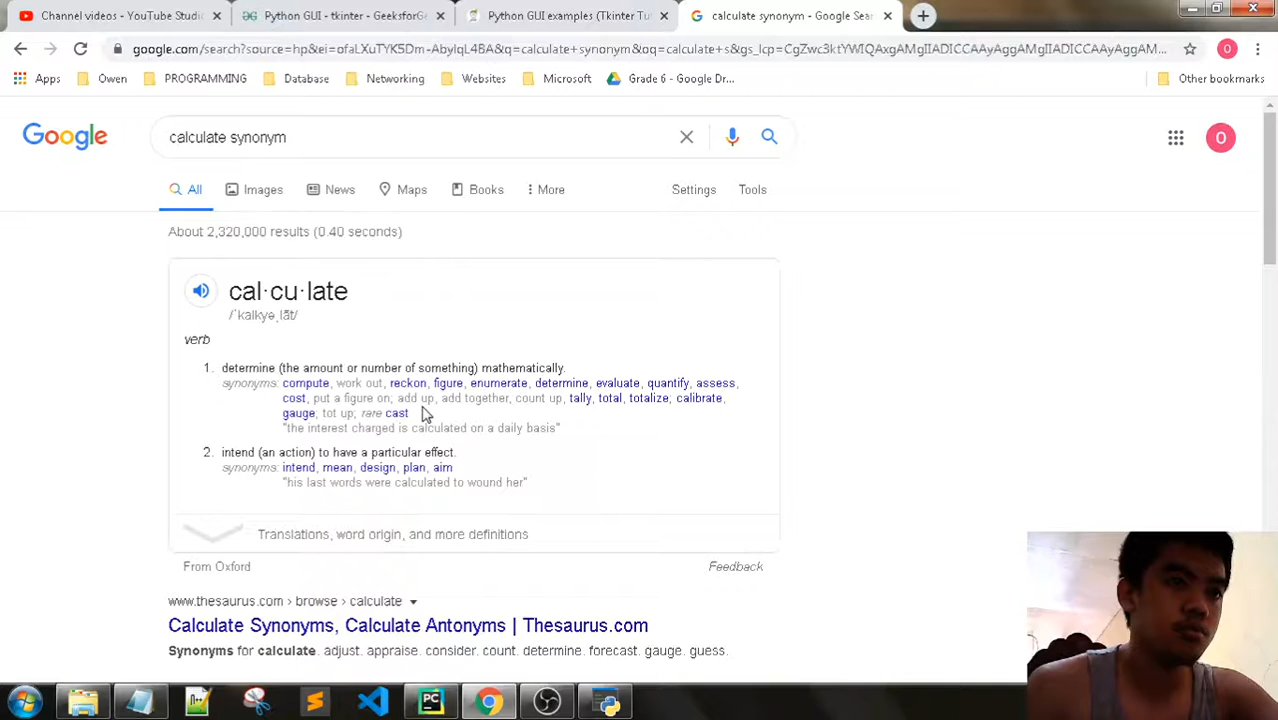 Channel videos - YouTube Studi
Python GUI - tkinter - GeeksforG
Python GUI examples (Tkinter Tu
calculate synonym - Google Sea
google.com/search?source=hp&ei=ofaLXuTYK5Dm-AbylqL4BA&q=calculate+synonym&oq=calculate+s&gs_lcp=CgZwc3ktYWIQAxgAMgIIADICCAAyAggAMgIIADICCAAyAggAM...
O
Apps
Owen
PROGRAMMING
Database
Networking
Websites
Microsoft
Grade 6 - Google Dr...
Other bookmarks
Google
calculate synonym
O
All
Images
News
Maps
Books
More
Settings
Tools
About 2,320,000 results (0.40 seconds)
cal·cu·late
/ˈkalkyəˌlāt/
verb
1. determine (the amount or number of something) mathematically.
synonyms: compute, work out, reckon, figure, enumerate, determine, evaluate, quantify, assess,
cost, put a figure on; add up, add together, count up, tally, total, totalize; calibrate,
gauge; tot up; rare cast
"the interest charged is calculated on a daily basis"
2. intend (an action) to have a particular effect.
synonyms: intend, mean, design, plan, aim
"his last words were calculated to wound her"
Translations, word origin, and more definitions
From Oxford
Feedback
www.thesaurus.com › browse › calculate
Calculate Synonyms, Calculate Antonyms | Thesaurus.com
Synonyms for calculate. adjust. appraise. consider. count. determine. forecast. gauge. guess.
PC